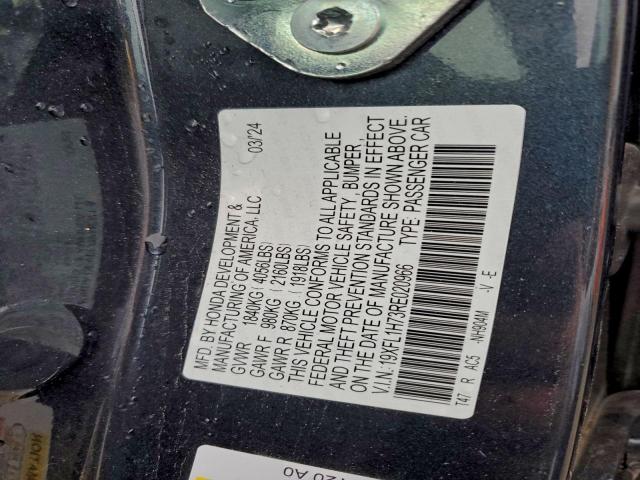 MFD BY HONDA DEVELOPMENT &
MANUFACTURING OF AMERICA, LLC 03/24
GVWR 1840KG( 4056LBS)
GAWR F 980KG( 2160LBS)
GAWR R 870KG( 1918LBS)
THIS VEHICLE CONFORMS TO ALL APPLICABLE
FEDERAL MOTOR VEHICLE SAFETY, BUMPER,
AND THEFT PREVENTION STANDARDS IN EFFECT
ON THE DATE OF MANUFACTURE SHOWN ABOVE.
V.I.N.: 19XFL1H73RE020966 TYPE: PASSENGER CAR
T47 R AC5 -NH904M -V -E